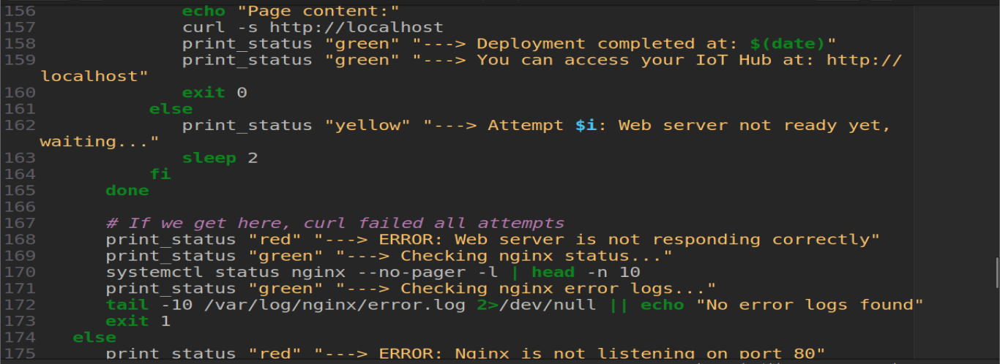 156 echo "Page content:"
157 curl -s http://localhost
158 print_status "green" "---> Deployment completed at: $(date)"
159 print_status "green" "---> You can access your IoT Hub at: http://
localhost"
160 exit 0
161 else
162 print_status "yellow" "---> Attempt $i: Web server not ready yet,
waiting..."
163 sleep 2
164 fi
165 done
166
167 # If we get here, curl failed all attempts
168 print_status "red" "---> ERROR: Web server is not responding correctly"
169 print_status "green" "---> Checking nginx status..."
170 systemctl status nginx --no-pager -l | head -n 10
171 print_status "green" "---> Checking nginx error logs..."
172 tail -10 /var/log/nginx/error.log 2>/dev/null || echo "No error logs found"
173 exit 1
174 else
175 print_status "red" "---> ERROR: Nginx is not listening on port 80"